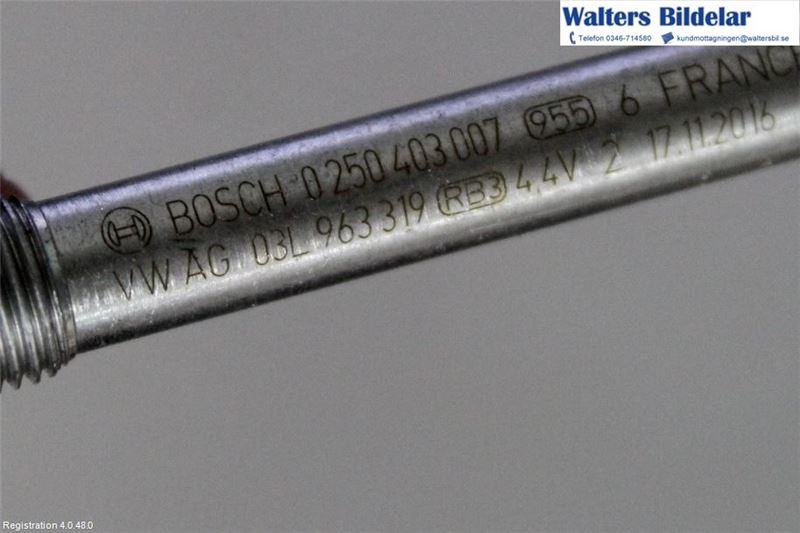 Walters Bildelar
Telefon 0346-714580 kundmottagningen@waltersbil.se
BOSCH 0 250 403 007 955 6 FRANCE
VW AG 03L 963 319 RB3 4,4V 2 17.11.2016
Registration 4.0.48.0